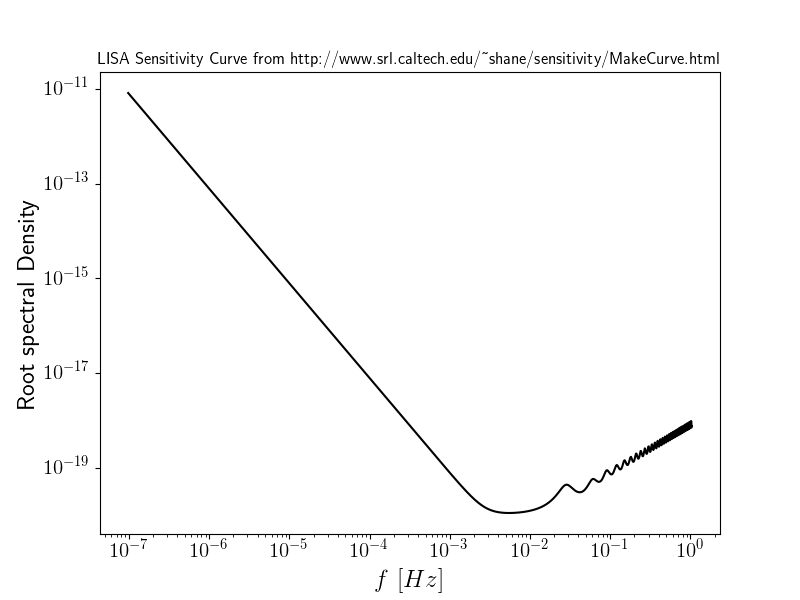 LISA Sensitivity Curve from http://www.srl.caltech.edu/~shane/sensitivity/MakeCurve.html
Root spectral Density
10⁻¹¹
10⁻¹³
10⁻¹⁵
10⁻¹⁷
10⁻¹⁹
10⁻⁷ 10⁻⁶ 10⁻⁵ 10⁻⁴ 10⁻³ 10⁻² 10⁻¹ 10⁰
f [Hz]